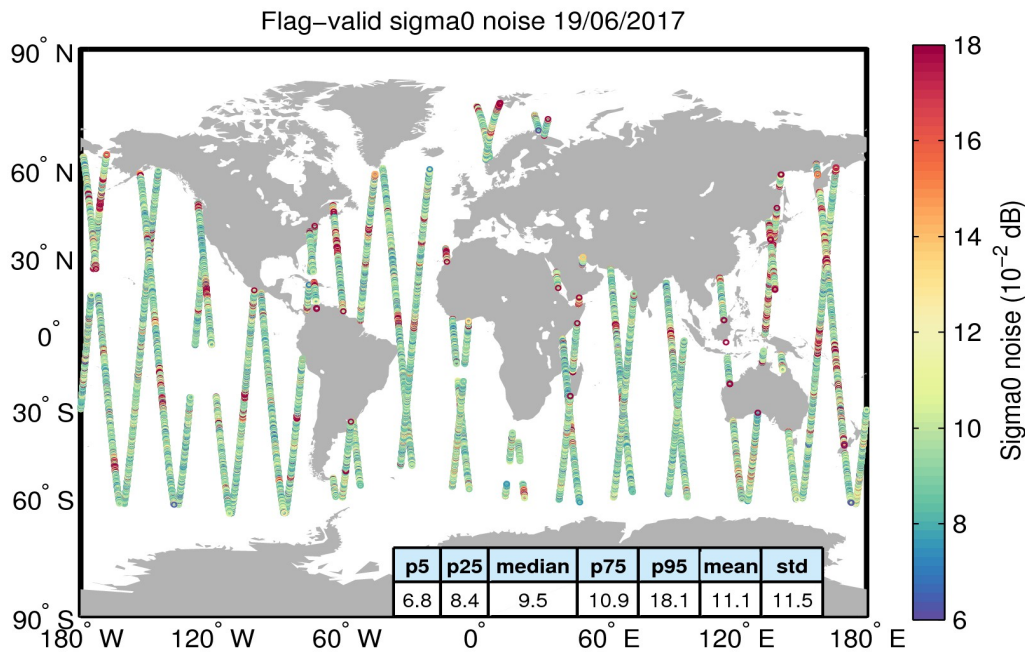 Flag−valid sigma0 noise 19/06/2017
90° N
60° N
30° N
0°
30° S
60° S
90° S
180° W
120° W
60° W
0°
60° E
120° E
180° E
p5 p25 median p75 p95 mean std
6.8 8.4 9.5 10.9 18.1 11.1 11.5
18
16
14
12
10
8
6
Sigma0 noise (10⁻² dB)